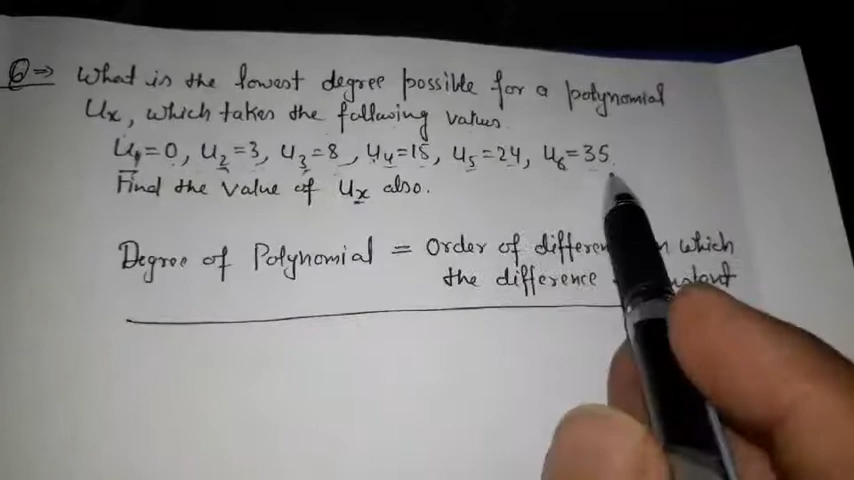 6 ⇒ What is the lowest degree possible for a polynomial
Ux, which takes the following values
U1=0, U2=3, U3=8, U4=15, U5=24, U6=35.
Find the value of Ux also.
Degree of Polynomial = Order of which
the difference